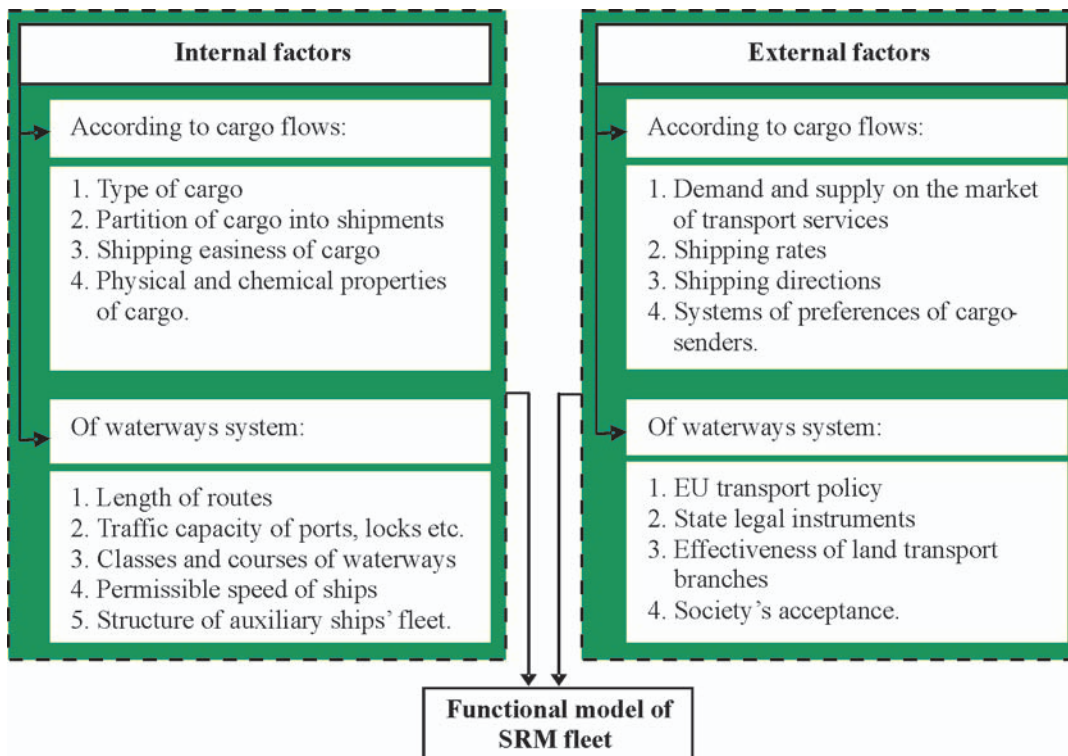 Internal factors
According to cargo flows:
1. Type of cargo
2. Partition of cargo into shipments
3. Shipping easiness of cargo
4. Physical and chemical properties
of cargo.
Of waterways system:
1. Length of routes
2. Traffic capacity of ports, locks etc.
3. Classes and courses of waterways
4. Permissible speed of ships
5. Structure of auxiliary ships’ fleet.
External factors
According to cargo flows:
1. Demand and supply on the market
of transport services
2. Shipping rates
3. Shipping directions
4. Systems of preferences of cargo-
senders.
Of waterways system:
1. EU transport policy
2. State legal instruments
3. Effectiveness of land transport
branches
4. Society’s acceptance.
Functional model of
SRM fleet